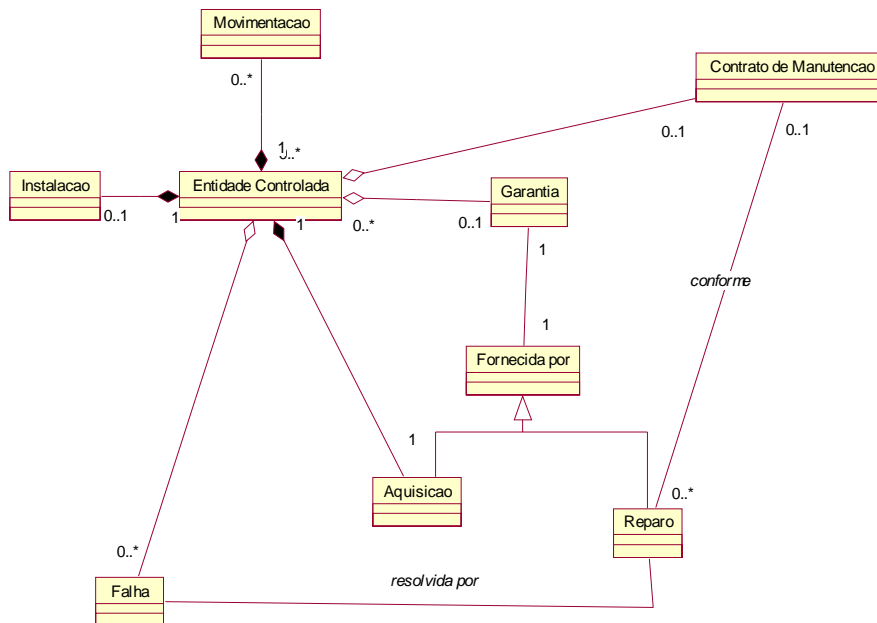 Movimentacao
0..*
Contrato de Manutencao
0..1
0..1
1
0..*
Instalacao
Entidade Controlada
Garantia
0..1
1
1
0..*
0..1
1
conforme
1
Fornecida por
1
Aquisicao
0..*
Reparo
0..*
resolvida por
Falha